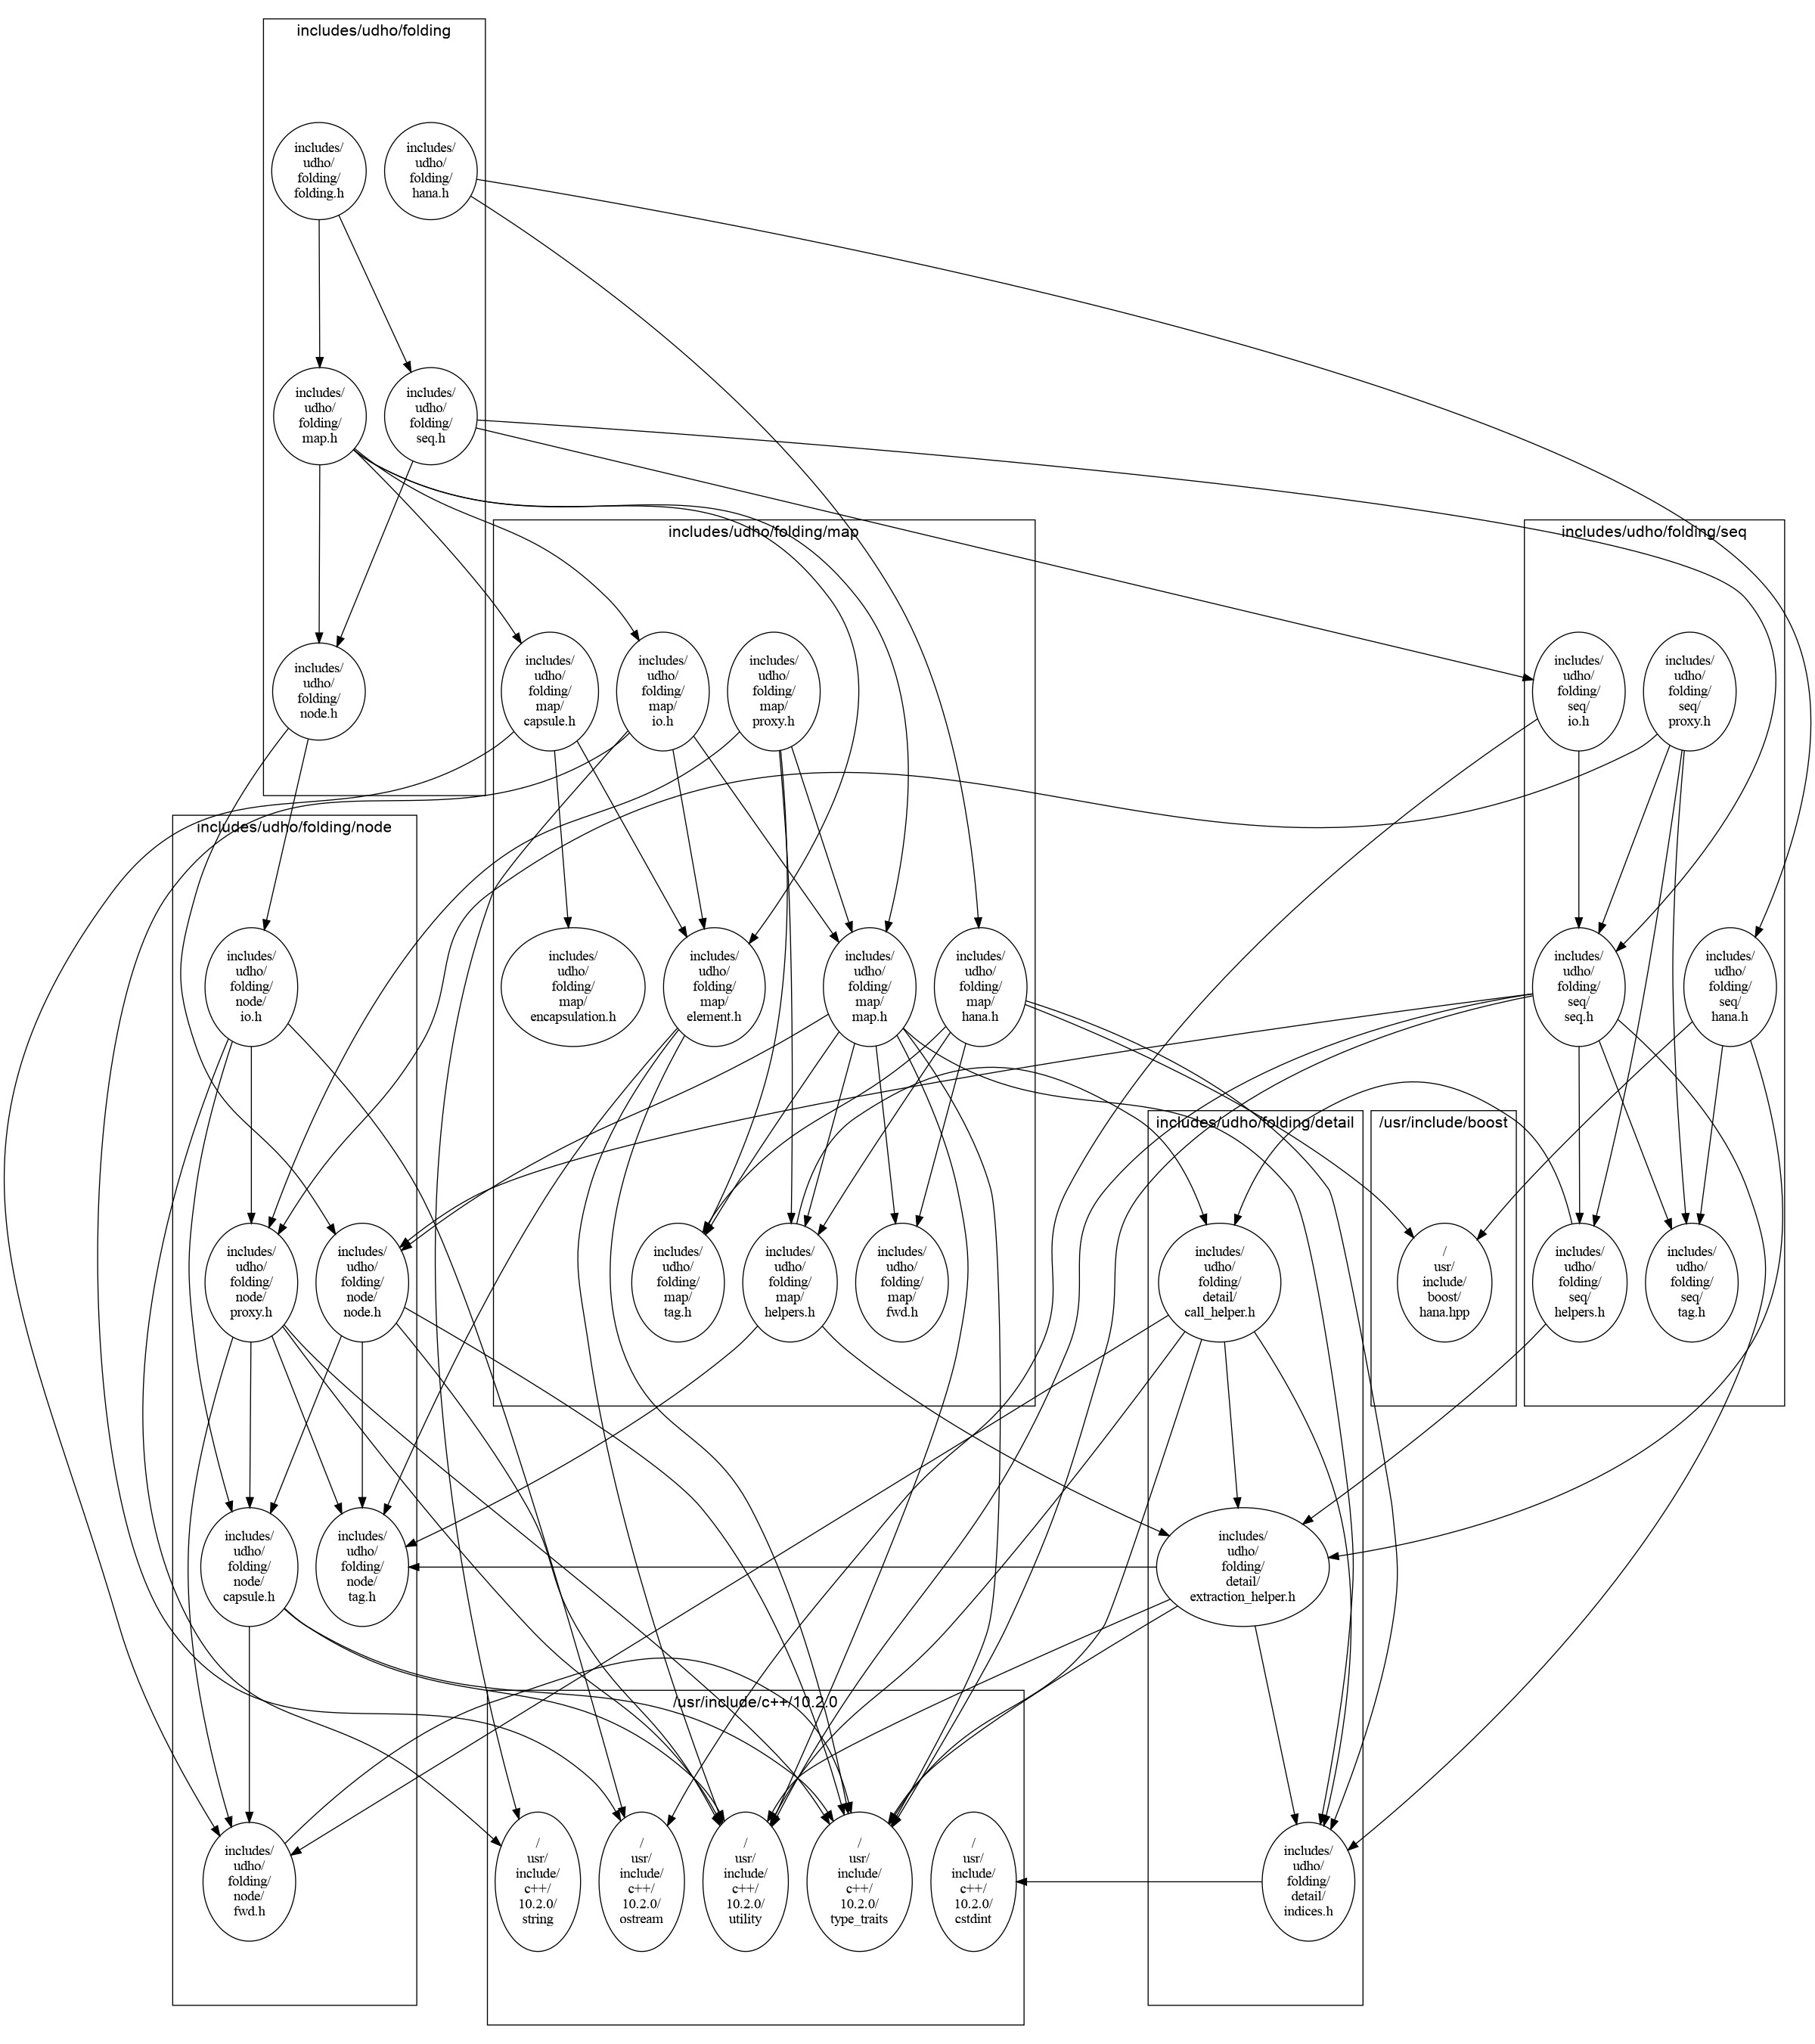 includes/udho/folding
includes/
udho/
folding/
folding.h
includes/
udho/
folding/
hana.h
includes/
udho/
folding/
map.h
includes/
udho/
folding/
seq.h
includes/
udho/
folding/
node.h
includes/udho/folding/map
includes/
udho/
folding/
map/
capsule.h
includes/
udho/
folding/
map/
io.h
includes/
udho/
folding/
map/
proxy.h
includes/
udho/
folding/
map/
encapsulation.h
includes/
udho/
folding/
map/
element.h
includes/
udho/
folding/
map/
map.h
includes/
udho/
folding/
map/
hana.h
includes/
udho/
folding/
map/
tag.h
includes/
udho/
folding/
map/
helpers.h
includes/
udho/
folding/
map/
fwd.h
includes/udho/folding/seq
includes/
udho/
folding/
seq/
io.h
includes/
udho/
folding/
seq/
proxy.h
includes/
udho/
folding/
seq/
seq.h
includes/
udho/
folding/
seq/
hana.h
includes/
udho/
folding/
seq/
helpers.h
includes/
udho/
folding/
seq/
tag.h
includes/udho/folding/node
includes/
udho/
folding/
node/
io.h
includes/
udho/
folding/
node/
proxy.h
includes/
udho/
folding/
node/
node.h
includes/
udho/
folding/
node/
capsule.h
includes/
udho/
folding/
node/
tag.h
includes/
udho/
folding/
node/
fwd.h
includes/udho/folding/detail
includes/
udho/
folding/
detail/
call_helper.h
includes/
udho/
folding/
detail/
extraction_helper.h
includes/
udho/
folding/
detail/
indices.h
/usr/include/boost
/
usr/
include/
boost/
hana.hpp
/usr/include/c++/10.2.0
/
usr/
include/
c++/
10.2.0/
string
/
usr/
include/
c++/
10.2.0/
ostream
/
usr/
include/
c++/
10.2.0/
utility
/
usr/
include/
c++/
10.2.0/
type_traits
/
usr/
include/
c++/
10.2.0/
cstdint